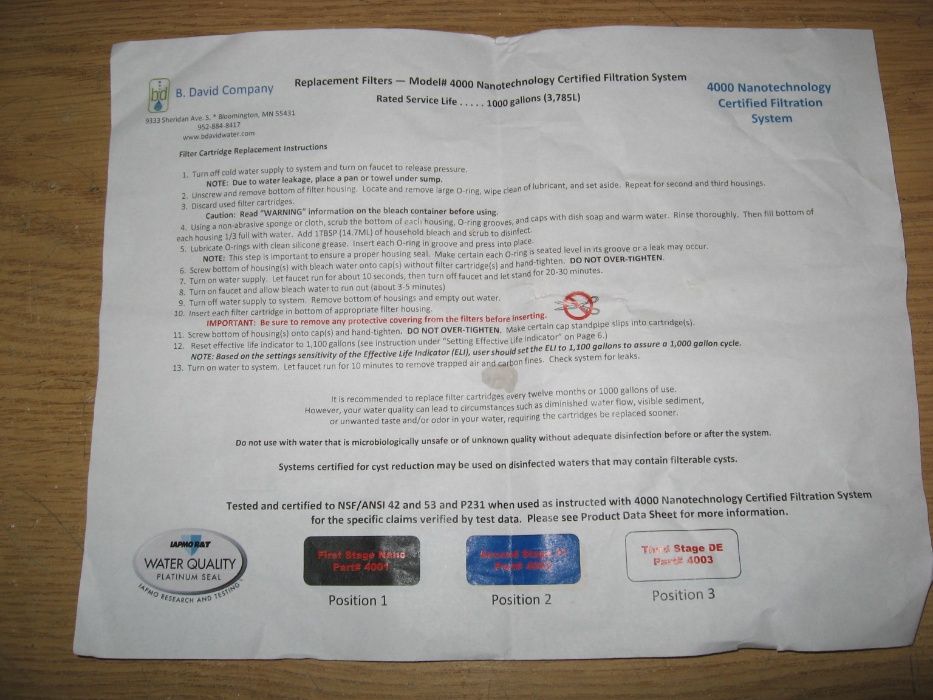 bd B. David Company
9333 Sheridan Ave. S. * Bloomington, MN 55431
952-884-8417
www.bdavidwater.com
Replacement Filters — Model# 4000 Nanotechnology Certified Filtration System
Rated Service Life . . . . . 1000 gallons (3,785L)
4000 Nanotechnology
Certified Filtration
System
Filter Cartridge Replacement Instructions
1. Turn off cold water supply to system and turn on faucet to release pressure.
NOTE: Due to water leakage, place a pan or towel under sump.
2. Unscrew and remove bottom of filter housing. Locate and remove large O-ring, wipe clean of lubricant, and set aside. Repeat for second and third housings.
3. Discard used filter cartridges.
Caution: Read "WARNING" information on the bleach container before using.
4. Using a non-abrasive sponge or cloth, scrub the bottom of each housing, O-ring grooves, and caps with dish soap and warm water. Rinse thoroughly. Then fill bottom of
each housing 1/3 full with water. Add 1TBSP (14.7ML) of household bleach and scrub to disinfect.
5. Lubricate O-rings with clean silicone grease. Insert each O-ring in groove and press into place.
NOTE: This step is important to ensure a proper housing seal. Make certain each O-ring is seated level in its groove or a leak may occur.
6. Screw bottom of housing(s) with bleach water onto cap(s) without filter cartridge(s) and hand-tighten. DO NOT OVER-TIGHTEN.
7. Turn on water supply. Let faucet run for about 10 seconds, then turn off faucet and let stand for 20-30 minutes.
8. Turn on faucet and allow bleach water to run out (about 3-5 minutes)
9. Turn off water supply to system. Remove bottom of housings and empty out water.
10. Insert each filter cartridge in bottom of appropriate housing.
IMPORTANT: Be sure to remove any protective covering from the filters before inserting.
11. Screw bottom of housing(s) onto cap(s) and hand-tighten. DO NOT OVER-TIGHTEN. Make certain cap standpipe slips into cartridge(s).
12. Reset effective life indicator to 1,100 gallons (see instruction under "Setting Effective Life Indicator" on Page 6.)
NOTE: Based on the settings sensitivity of the Effective Life Indicator (ELI), user should set the ELI to 1,100 gallons to assure a 1,000 gallon cycle.
13. Turn on water to system. Let faucet run for 10 minutes to remove trapped air and carbon fines. Check system for leaks.
It is recommended to replace filter cartridges every twelve months or 1000 gallons of use.
However, your water quality can lead to circumstances such as diminished water flow, visible sediment,
or unwanted taste and/or odor in your water, requiring the cartridges be replaced sooner.
Do not use with water that is microbiologically unsafe or of unknown quality without adequate disinfection before or after the system.
Systems certified for cyst reduction may be used on disinfected waters that may contain filterable cysts.
Tested and certified to NSF/ANSI 42 and 53 and P231 when used as instructed with 4000 Nanotechnology Certified Filtration System
for the specific claims verified by test data. Please see Product Data Sheet for more information.
IAPMO R&T
WATER QUALITY
PLATINUM SEAL
IAPMO RESEARCH AND TESTING
First Stage Nano
Part# 4001
Position 1
Second Stage
Part#
Position 2
Third Stage DE
Part# 4003
Position 3